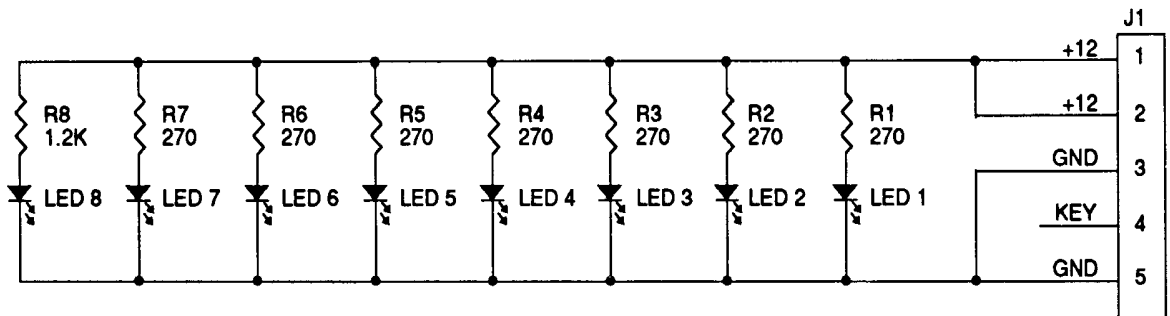 J1
+12 1
R8 1.2K
R7 270
R6 270
R5 270
R4 270
R3 270
R2 270
R1 270
+12 2
GND 3
LED 8 LED 7 LED 6 LED 5 LED 4 LED 3 LED 2 LED 1
KEY 4
GND 5